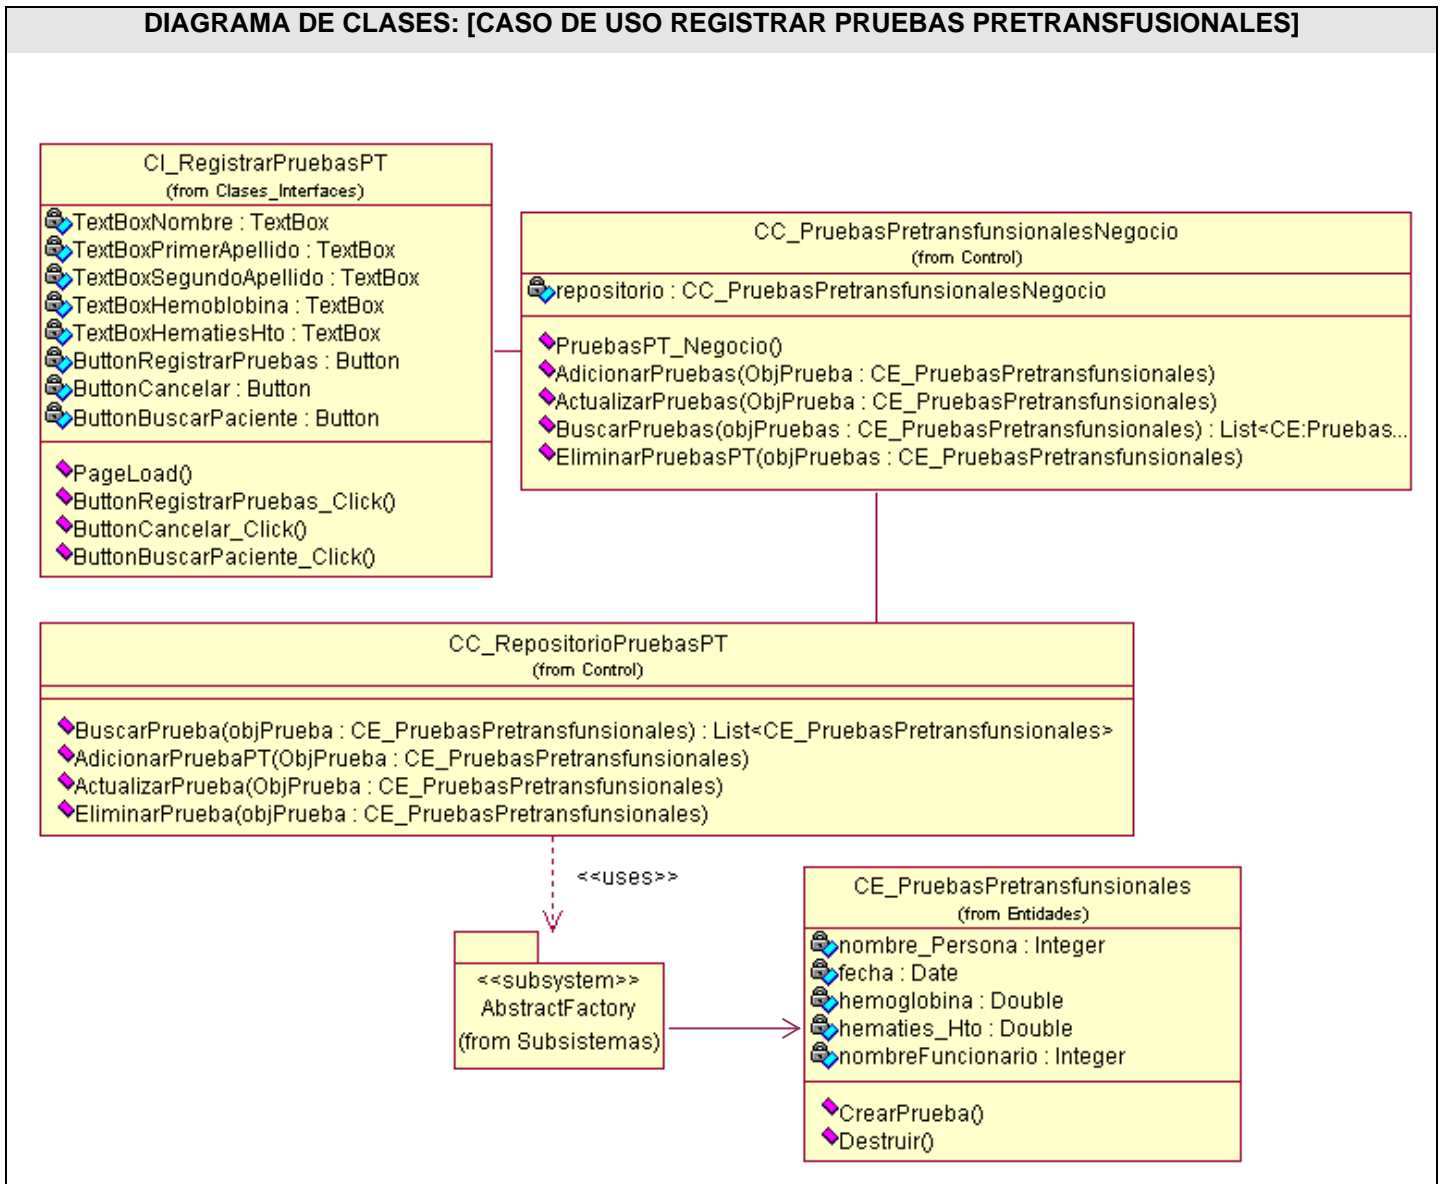 DIAGRAMA DE CLASES: [CASO DE USO REGISTRAR PRUEBAS PRETRANSFUSIONALES]
CI_RegistrarPruebasPT
(from Clases_Interfaces)
TextBoxNombre : TextBox
TextBoxPrimerApellido : TextBox
TextBoxSegundoApellido : TextBox
TextBoxHemoblobina : TextBox
TextBoxHematiesHto : TextBox
ButtonRegistrarPruebas : Button
ButtonCancelar : Button
ButtonBuscarPaciente : Button
PageLoad()
ButtonRegistrarPruebas_Click()
ButtonCancelar_Click()
ButtonBuscarPaciente_Click()
CC_PruebasPretransfunsionalesNegocio
(from Control)
repositorio : CC_PruebasPretransfunsionalesNegocio
PruebasPT_Negocio()
AdicionarPruebas(ObjPrueba : CE_PruebasPretransfunsionales)
ActualizarPruebas(ObjPrueba : CE_PruebasPretransfunsionales)
BuscarPruebas(objPruebas : CE_PruebasPretransfunsionales) : List<CE:Pruebas...
EliminarPruebasPT(objPruebas : CE_PruebasPretransfunsionales)
CC_RepositorioPruebasPT
(from Control)
BuscarPrueba(objPrueba : CE_PruebasPretransfunsionales) : List<CE_PruebasPretransfunsionales>
AdicionarPruebaPT(ObjPrueba : CE_PruebasPretransfunsionales)
ActualizarPrueba(ObjPrueba : CE_PruebasPretransfunsionales)
EliminarPrueba(objPrueba : CE_PruebasPretransfunsionales)
<<uses>>
<<subsystem>>
AbstractFactory
(from Subsistemas)
CE_PruebasPretransfunsionales
(from Entidades)
nombre_Persona : Integer
fecha : Date
hemoglobina : Double
hematies_Hto : Double
nombreFuncionario : Integer
CrearPrueba()
Destruir()